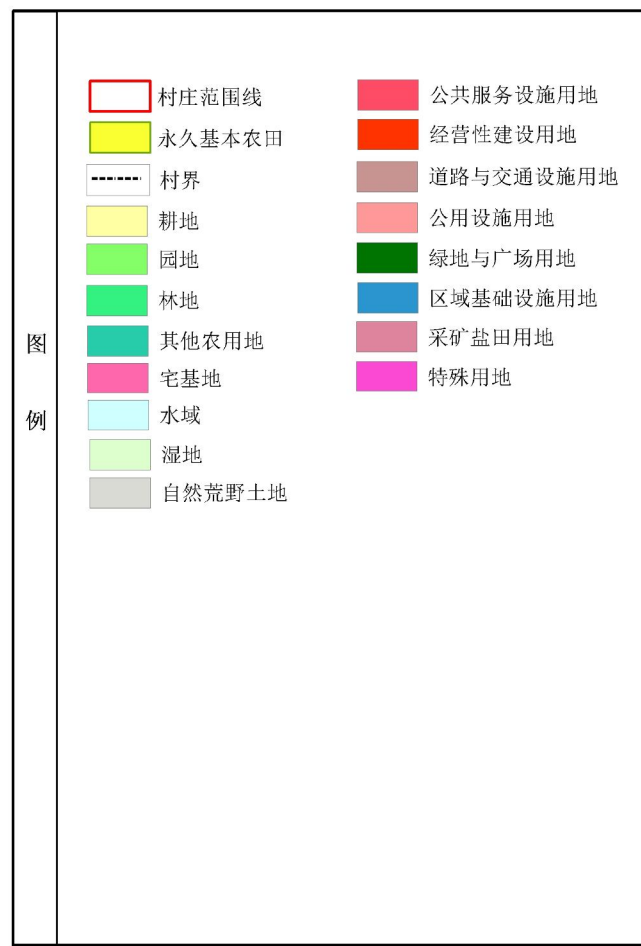 图例
村庄范围线
永久基本农田
村界
耕地
园地
林地
其他农用地
宅基地
水域
湿地
自然荒野土地
公共服务设施用地
经营性建设用地
道路与交通设施用地
公用设施用地
绿地与广场用地
区域基础设施用地
采矿盐田用地
特殊用地